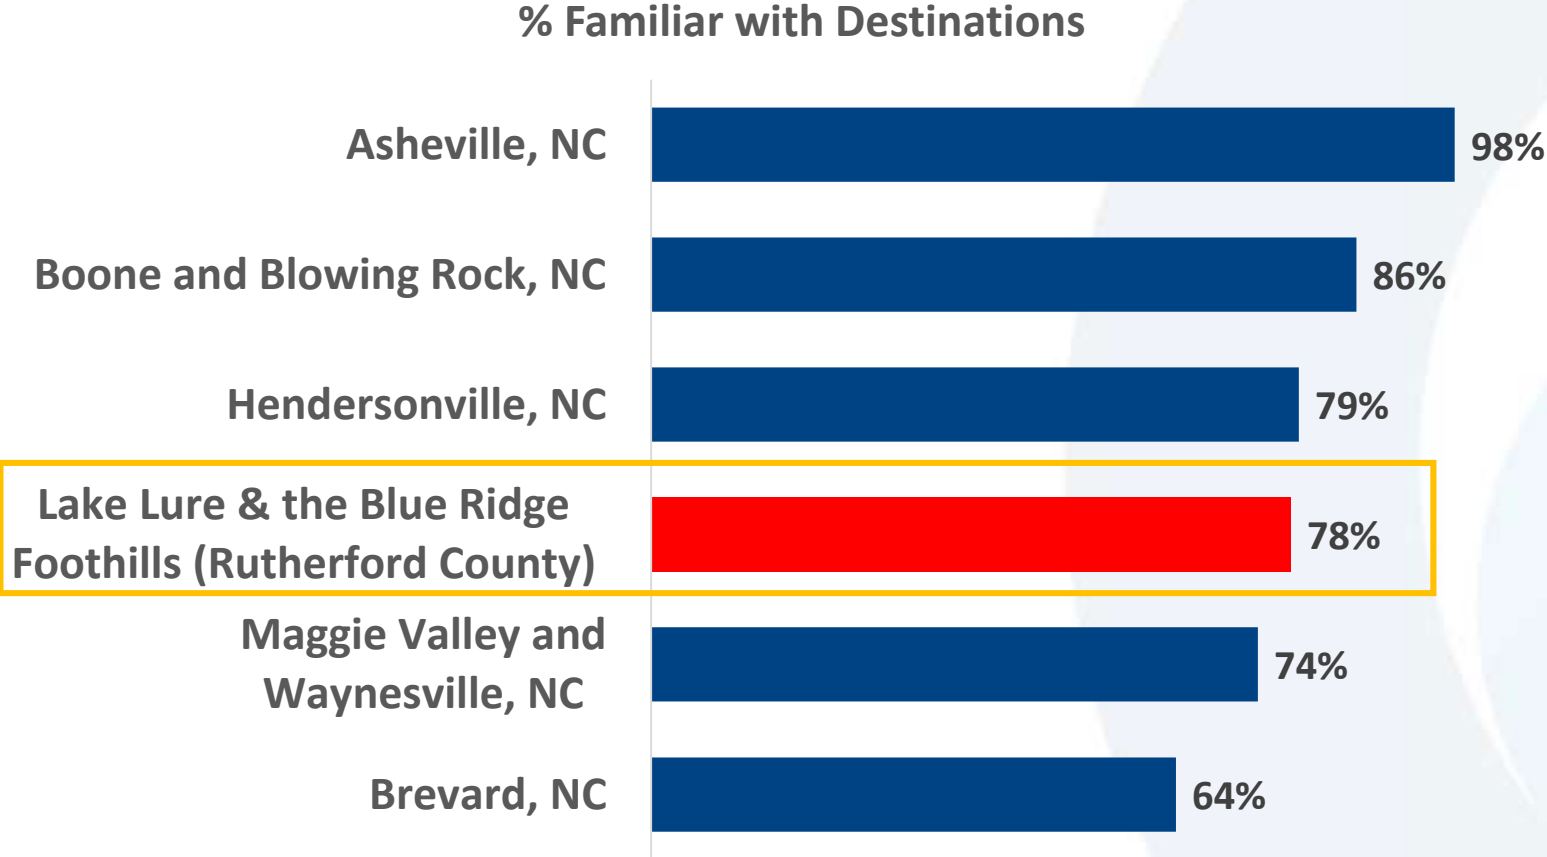 % Familiar with Destinations
Asheville, NC
98%
Boone and Blowing Rock, NC
86%
Hendersonville, NC
79%
Lake Lure & the Blue Ridge
Foothills (Rutherford County)
78%
Maggie Valley and
Waynesville, NC
74%
Brevard, NC
64%